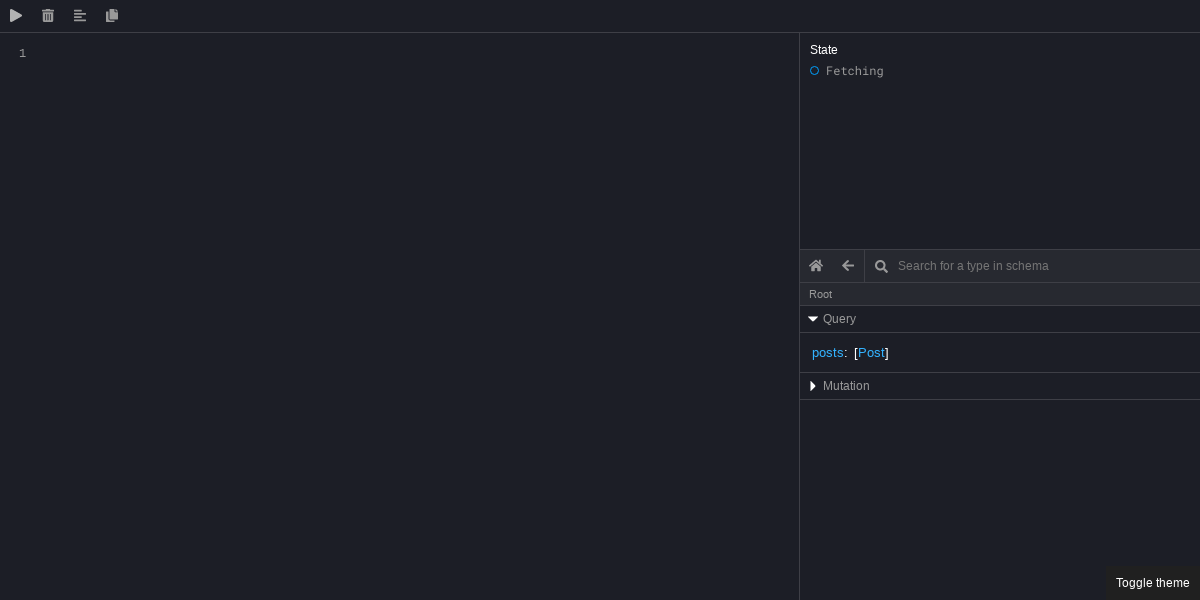 1
State
Fetching
Search for a type in schema
Root
Query
posts: [Post]
Mutation
Toggle theme